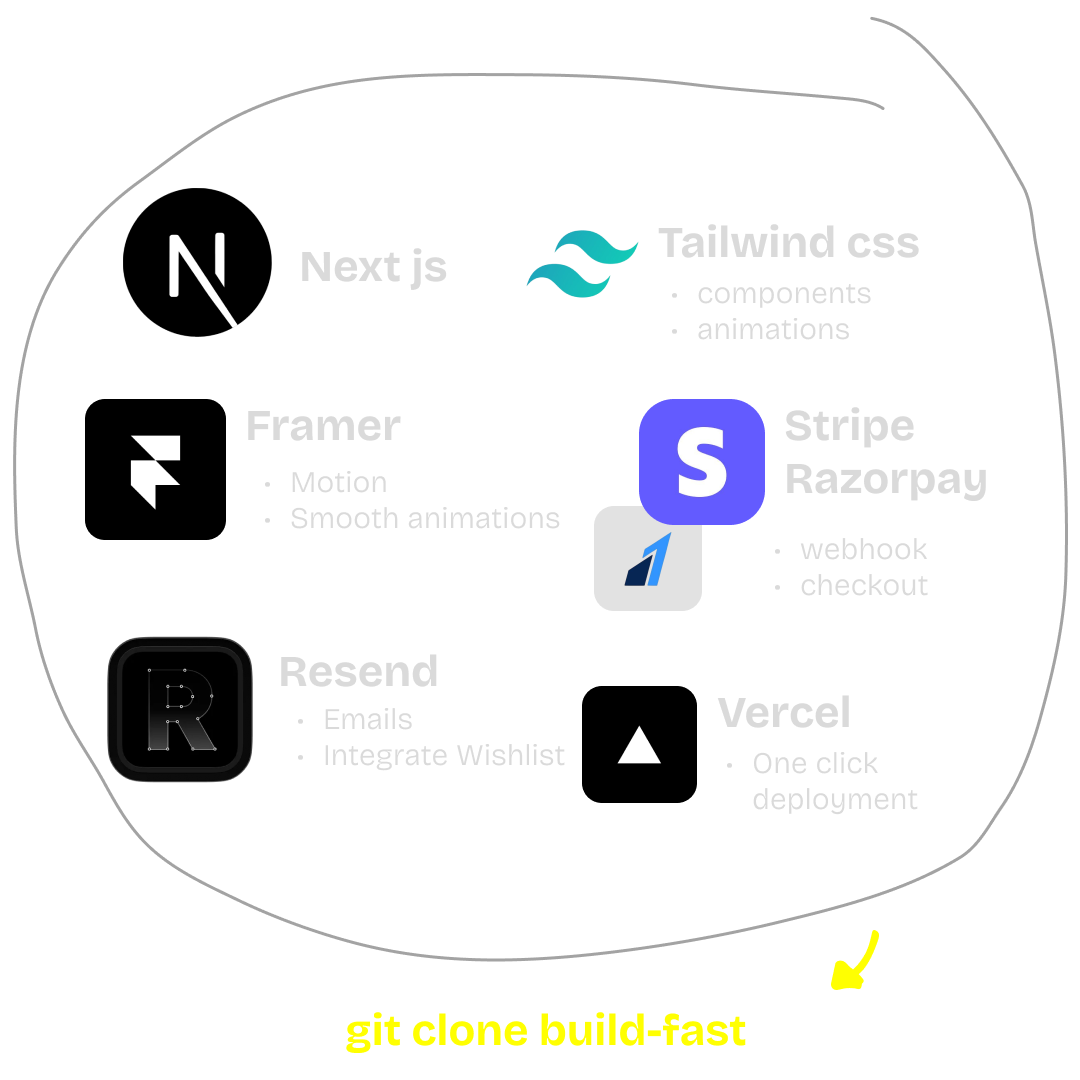 Next js
Tailwind css
• components
• animations
Framer
• Motion
• Smooth animations
Stripe
Razorpay
• webhook
• checkout
Resend
• Emails
• Integrate Wishlist
Vercel
• One click
deployment
git clone build-fast